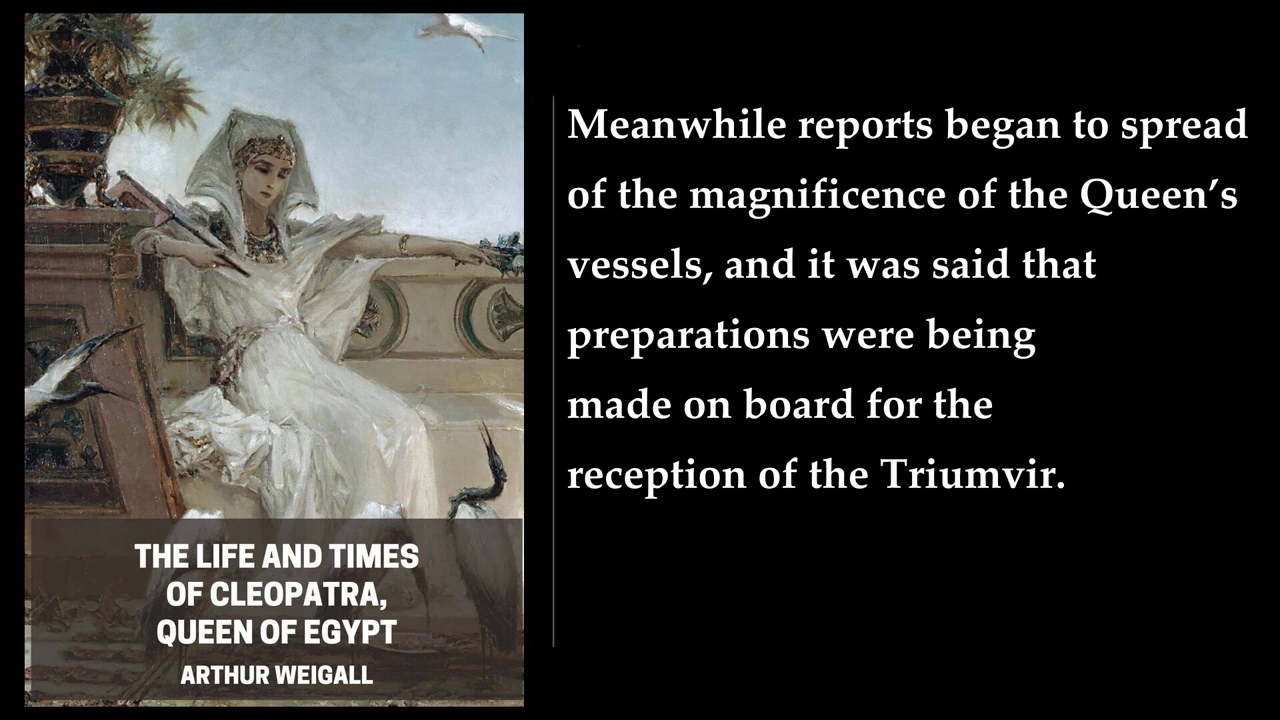 THE LIFE AND TIMES
OF CLEOPATRA,
QUEEN OF EGYPT
ARTHUR WEIGALL
Meanwhile reports began to spread
of the magnificence of the Queen’s
vessels, and it was said that
preparations were being
made on board for the
reception of the Triumvir.